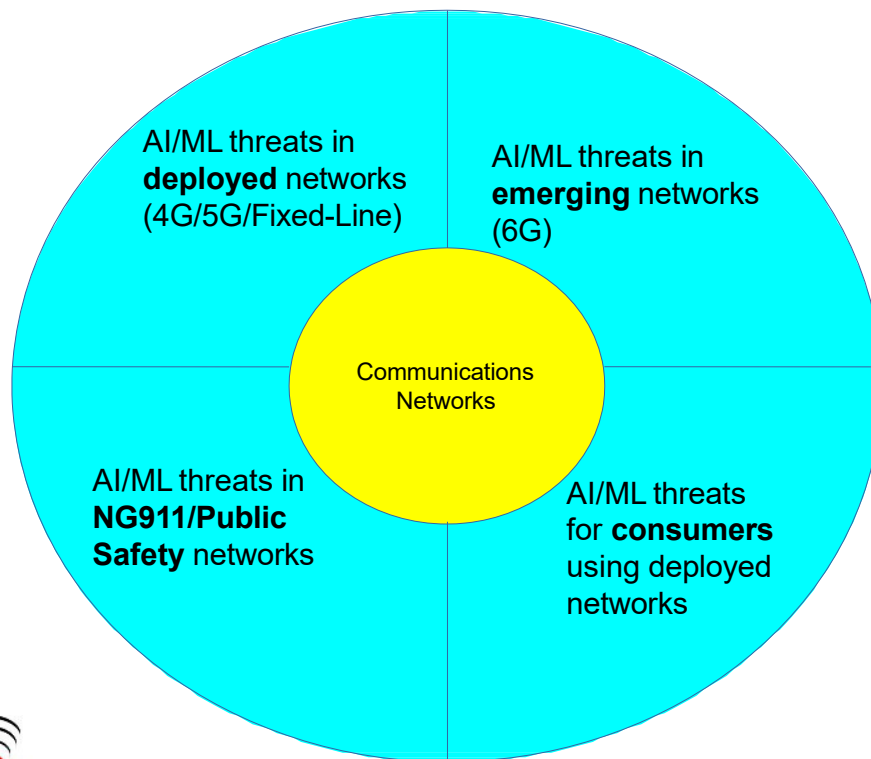 AI/ML threats in
deployed networks
(4G/5G/Fixed-Line)
AI/ML threats in
emerging networks
(6G)
Communications
Networks
AI/ML threats in
NG911/Public
Safety networks
AI/ML threats
for consumers
using deployed
networks